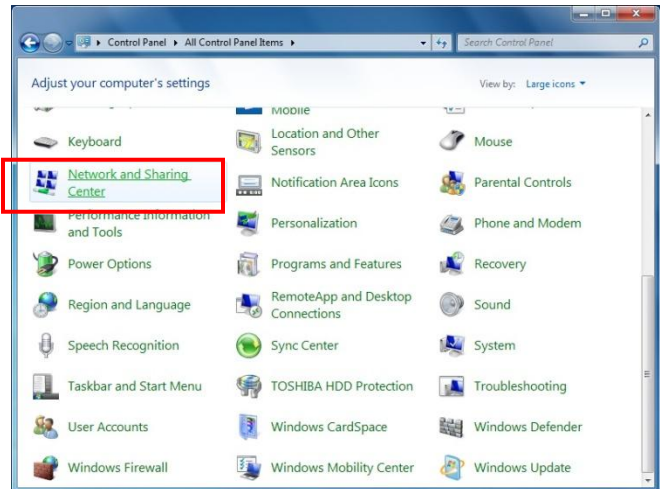 Control Panel All Control Panel Items Search Control Panel
Adjust your computer's settings View by: Large icons
Mobile
Keyboard Location and Other Mouse
Sensors
Network and Sharing Notification Area Icons Parental Controls
Center
Performance Information Personalization Phone and Modem
and Tools
Power Options Programs and Features Recovery
Region and Language RemoteApp and Desktop Sound
Connections
Speech Recognition Sync Center System
Taskbar and Start Menu TOSHIBA HDD Protection Troubleshooting
User Accounts Windows CardSpace Windows Defender
Windows Firewall Windows Mobility Center Windows Update